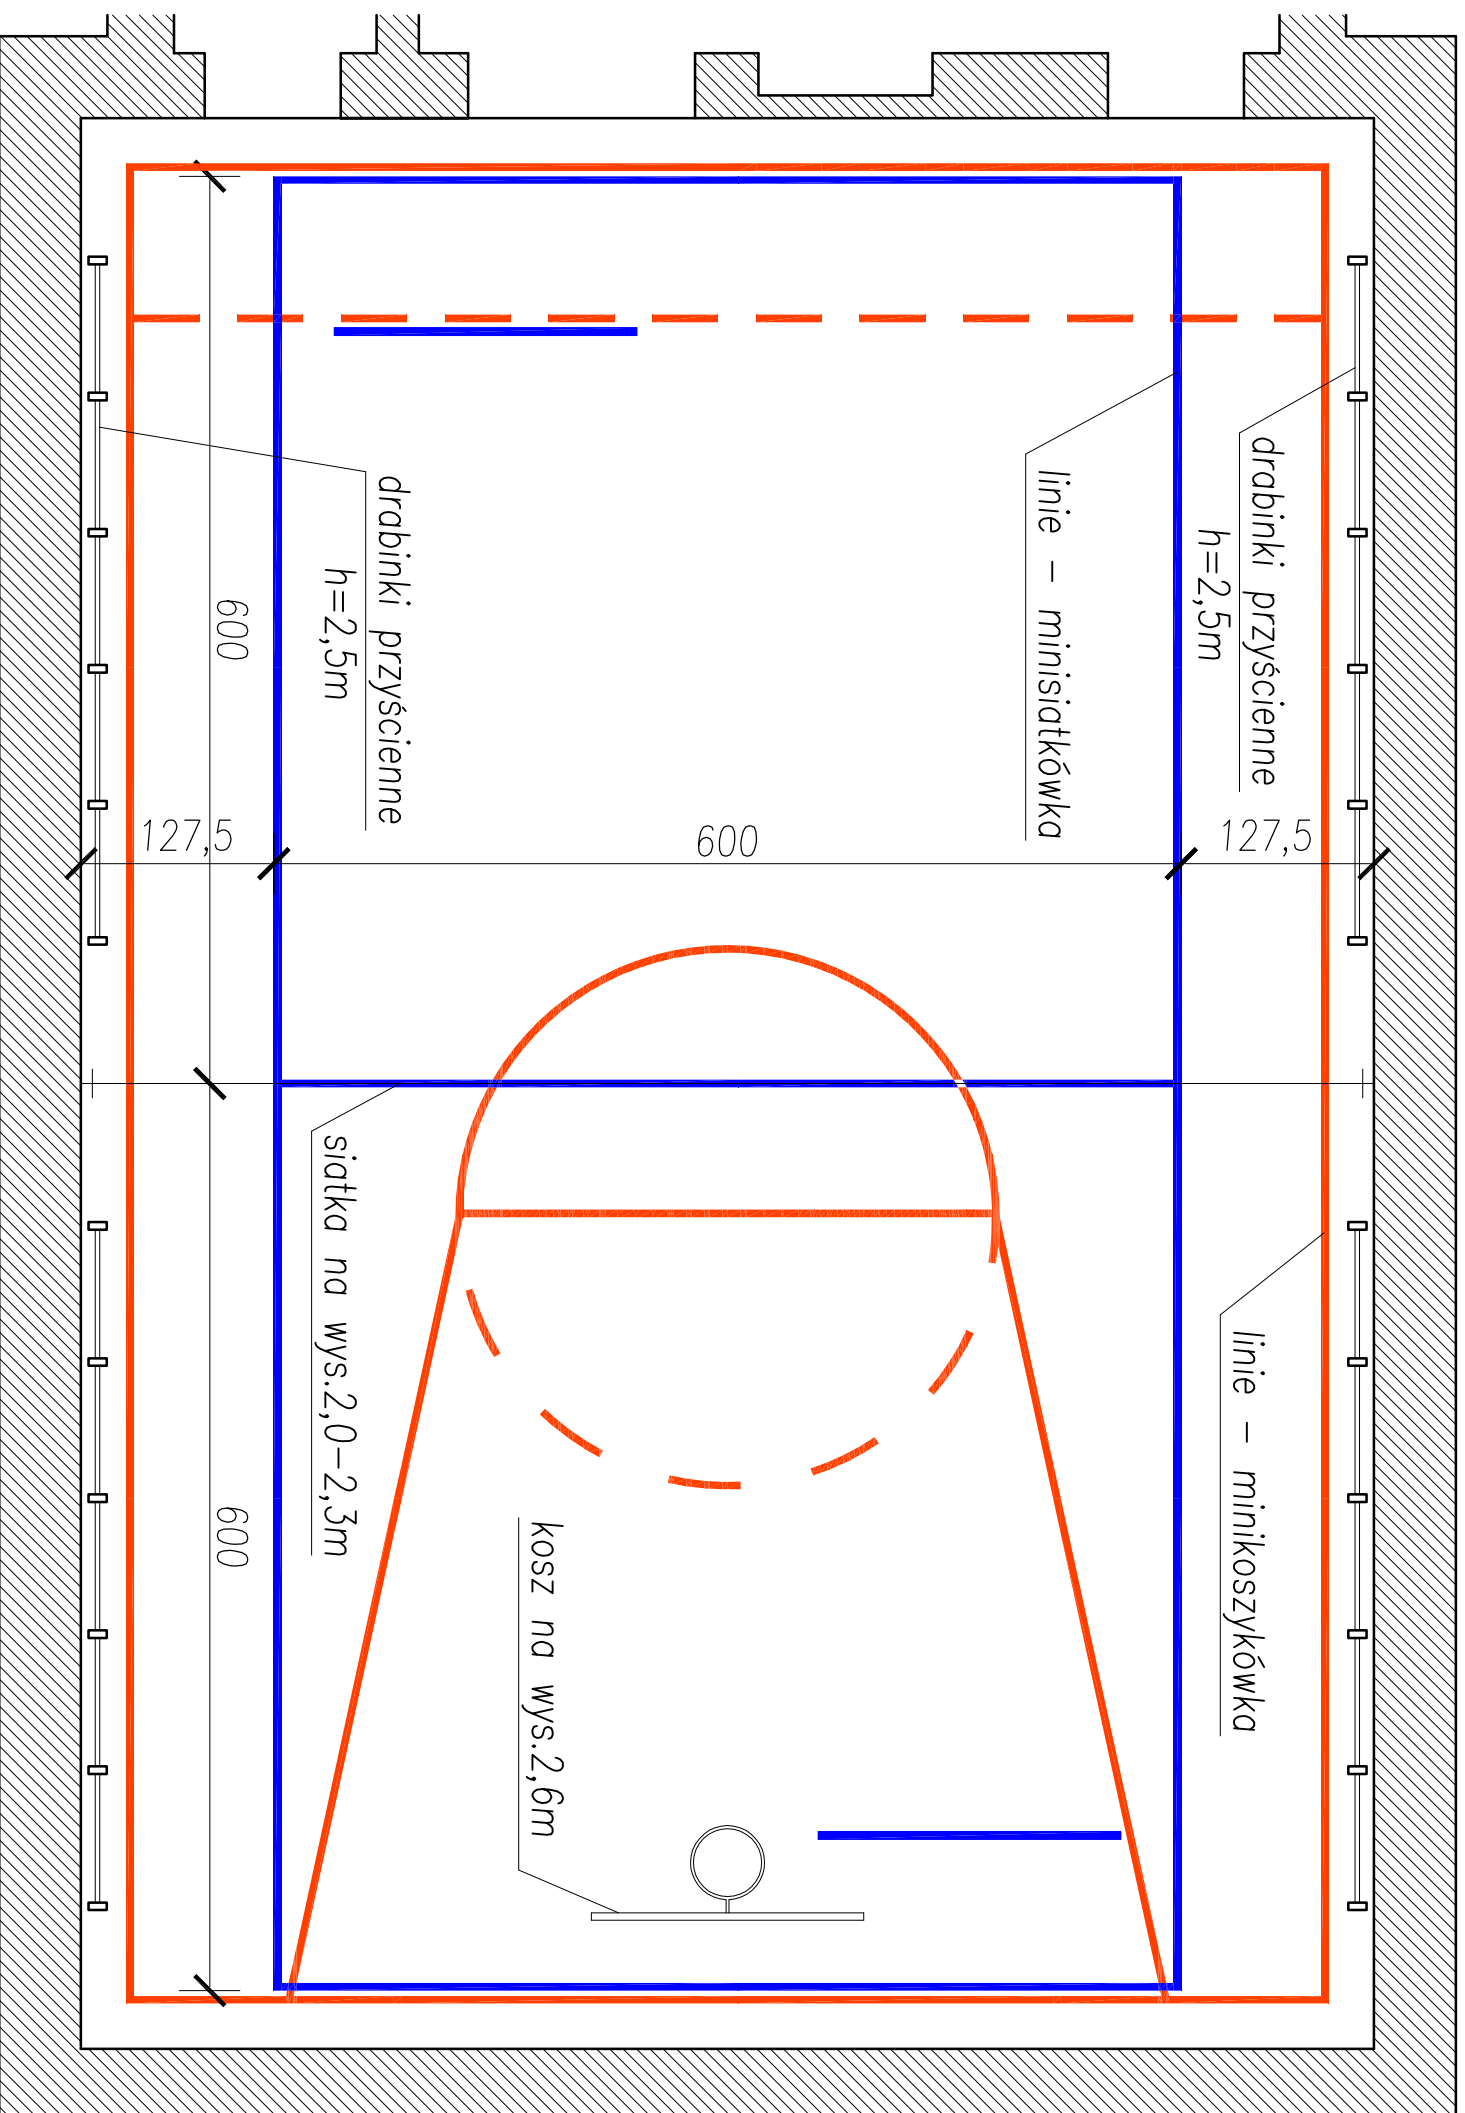 drabinki przyścienne
h=2,5m
linie - minisiatkówka
drabinki przyścienne
h=2,5m
600
127,5
600
127,5
siatka na wys.2,0-2,3m
linie - minikoszykówka
kosz na wys.2,6m
600